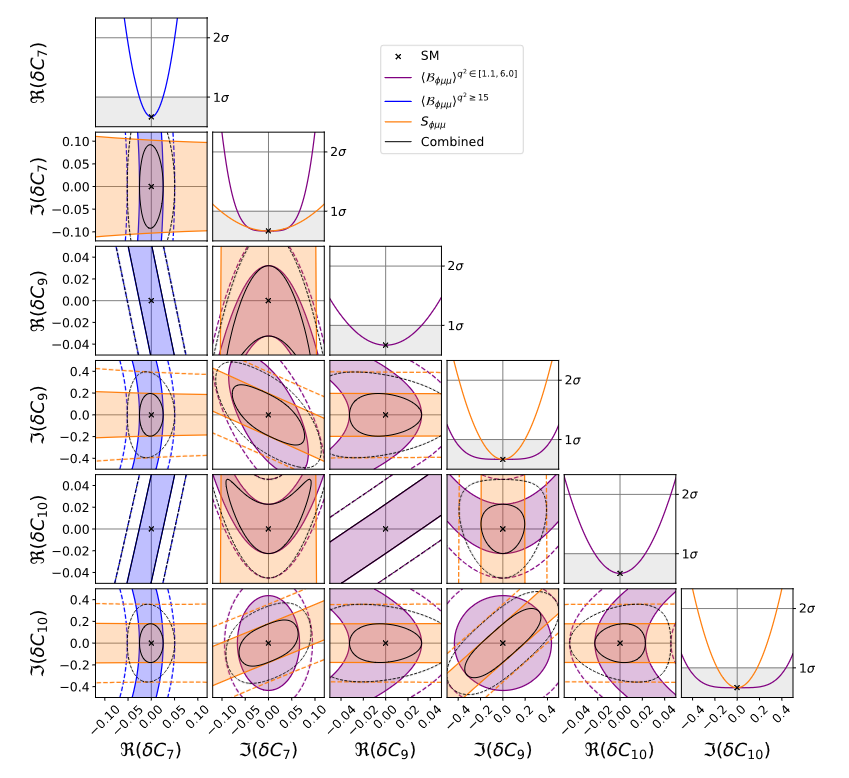 ℜ(δC₇)
2σ
1σ
× SM
⟨ℬ_ϕμμ⟩^{q² ∈ [1.1, 6.0]}
⟨ℬ_ϕμμ⟩^{q² ≥ 15}
S_ϕμμ
Combined
ℑ(δC₇)
0.10
0.05
0.00
−0.05
−0.10
2σ
1σ
ℜ(δC₉)
0.04
0.02
0.00
−0.02
−0.04
2σ
1σ
ℑ(δC₉)
0.4
0.2
0.0
−0.2
−0.4
2σ
1σ
ℜ(δC₁₀)
0.04
0.02
0.00
−0.02
−0.04
2σ
1σ
ℑ(δC₁₀)
0.4
0.2
0.0
−0.2
−0.4
2σ
1σ
−0.10 −0.05 0.00 0.05 0.10 −0.10 −0.05 0.00 0.05 0.10 −0.04 −0.02 0.00 0.02 0.04 −0.4 −0.2 0.0 0.2 0.4 −0.04 −0.02 0.00 0.02 0.04 −0.4 −0.2 0.0 0.2 0.4
ℜ(δC₇) ℑ(δC₇) ℜ(δC₉) ℑ(δC₉) ℜ(δC₁₀) ℑ(δC₁₀)